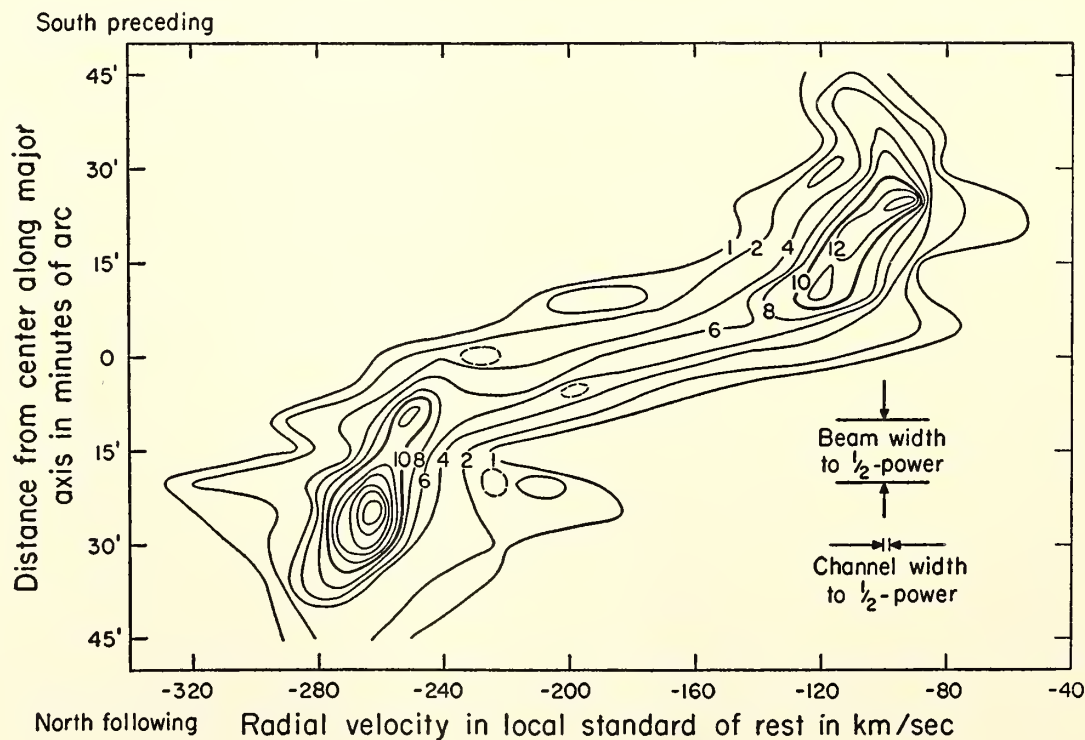 South preceding
Distance from center along major
axis in minutes of arc
45'
30'
15'
0
15'
30'
45'
1 2 4 12
10
8
6
10 8 4 2 1
6
Beam width
to 1/2-power
Channel width
to 1/2-power
-320 -280 -240 -200 -160 -120 -80 -40
North following
Radial velocity in local standard of rest in km/sec